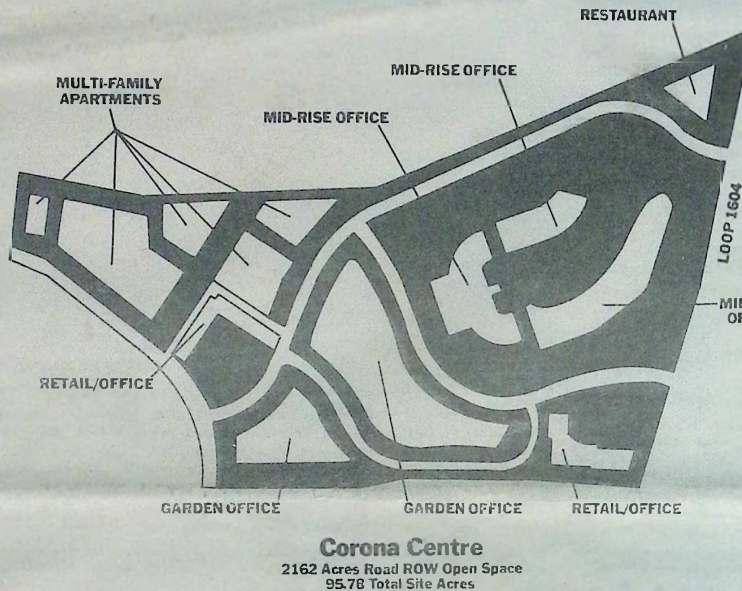 RESTAURANT
MID-RISE OFFICE
MULTI-FAMILY
APARTMENTS
MID-RISE OFFICE
LOOP 1604
RETAIL/OFFICE
GARDEN OFFICE
GARDEN OFFICE
RETAIL/OFFICE
Corona Centre
2162 Acres Road ROW Open Space
95.78 Total Site Acres